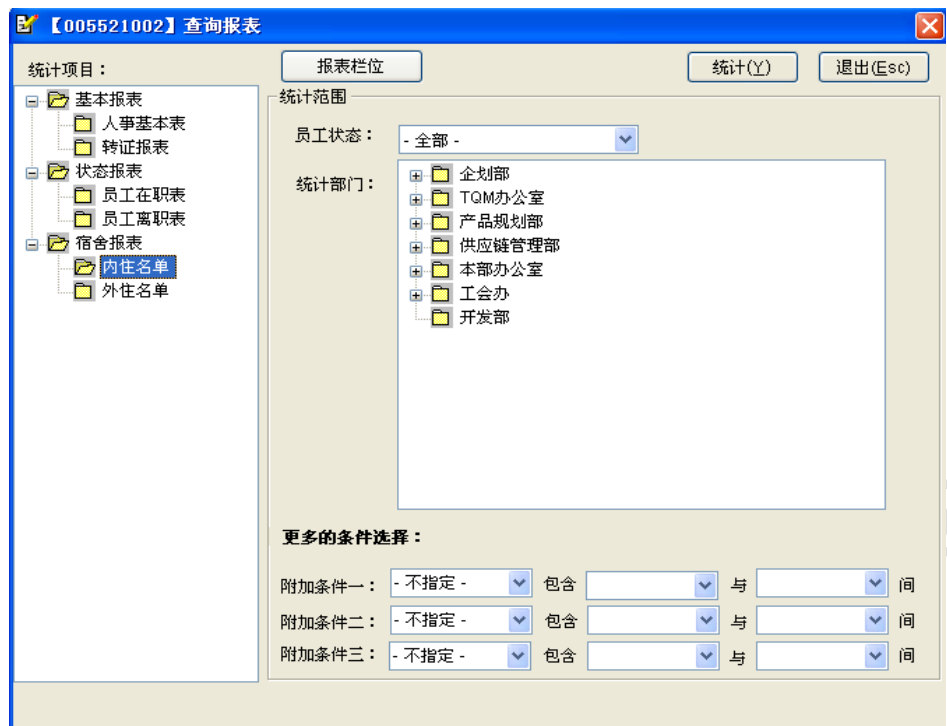 【005521002】查询报表
统计项目：
报表栏位
统计(Y)
退出(Esc)
基本报表
人事基本表
转证报表
状态报表
员工在职表
员工离职表
宿舍报表
内住名单
外住名单
统计范围
员工状态：
- 全部 -
统计部门：
企划部
TQM办公室
产品规划部
供应链管理部
本部办公室
工会办
开发部
更多的条件选择：
附加条件一： - 不指定 - 包含 与 间
附加条件二： - 不指定 - 包含 与 间
附加条件三： - 不指定 - 包含 与 间